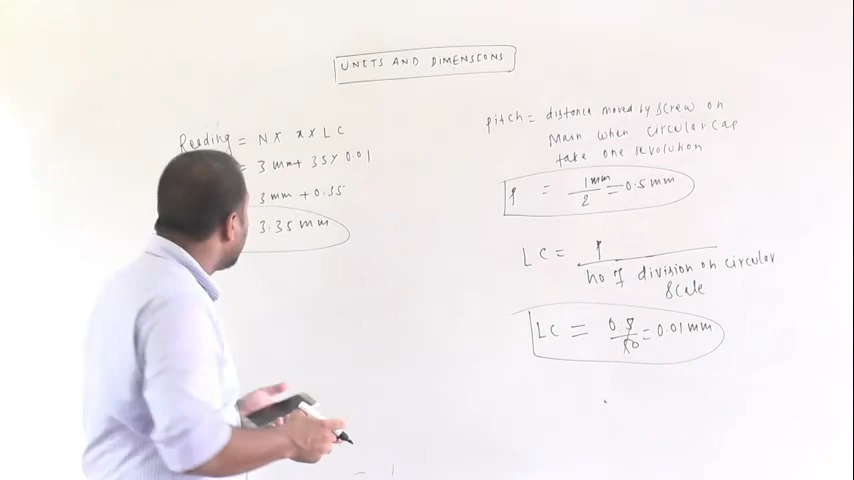 UNITS AND DIMENSIONS
Reading = N + n × LC
= 3 mm + 35 × 0.01
3 mm + 0.35
3.35 mm
pitch = distance moved by screw on
Main when circular cap
take one revolution
p = 1mm / 2 = 0.5 mm
LC = p / no of division on circular
scale
LC = 0.5 / 50 = 0.01 mm